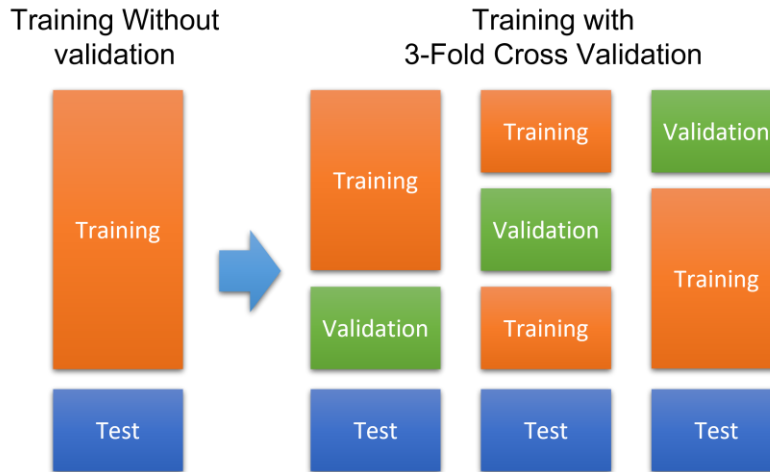 Training Without
validation
Training with
3-Fold Cross Validation
Training
Test
Training
Validation
Test
Training
Validation
Training
Test
Validation
Training
Test